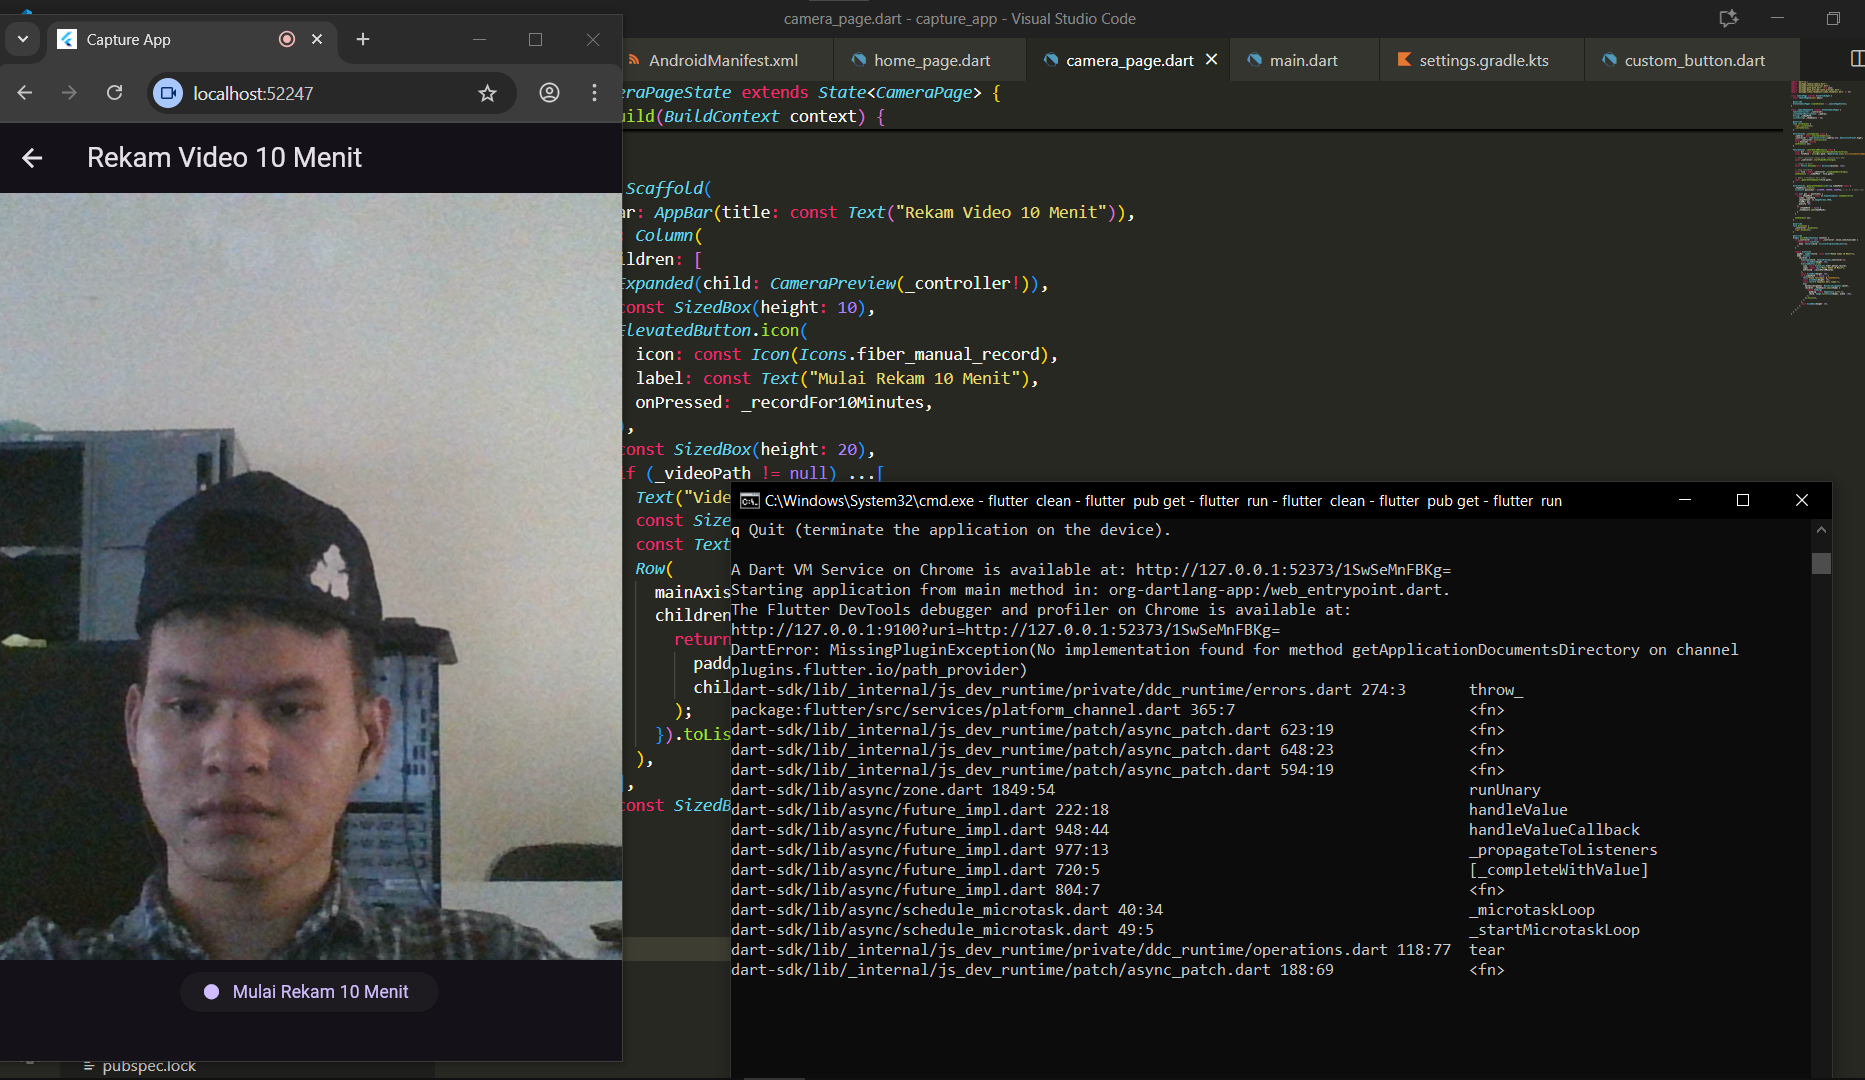 camera_page.dart - capture_app - Visual Studio Code
Capture App
localhost:52247
Rekam Video 10 Menit
Mulai Rekam 10 Menit
AndroidManifest.xml
home_page.dart
camera_page.dart
main.dart
settings.gradle.kts
custom_button.dart
eraPageState extends State<CameraPage> {
uild(BuildContext context) {
Scaffold(
ar: AppBar(title: const Text("Rekam Video 10 Menit")),
Column(
ildren: [
Expanded(child: CameraPreview(_controller!)),
const SizedBox(height: 10),
ElevatedButton.icon(
icon: const Icon(Icons.fiber_manual_record),
label: const Text("Mulai Rekam 10 Menit"),
onPressed: _recordFor10Minutes,
),
const SizedBox(height: 20),
if (_videoPath != null) ...[
Text("Vide
const Size
const Text
Row(
mainAxis
children
return
padd
chil
);
}).toLis
),
],
const SizedB
pubspec.lock
C:\Windows\System32\cmd.exe - flutter clean - flutter pub get - flutter run - flutter clean - flutter pub get - flutter run
q Quit (terminate the application on the device).
A Dart VM Service on Chrome is available at: http://127.0.0.1:52373/1SwSeMnFBKg=
Starting application from main method in: org-dartlang-app:/web_entrypoint.dart.
The Flutter DevTools debugger and profiler on Chrome is available at:
http://127.0.0.1:9100?uri=http://127.0.0.1:52373/1SwSeMnFBKg=
DartError: MissingPluginException(No implementation found for method getApplicationDocumentsDirectory on channel
plugins.flutter.io/path_provider)
dart-sdk/lib/_internal/js_dev_runtime/private/ddc_runtime/errors.dart 274:3 throw_
package:flutter/src/services/platform_channel.dart 365:7 <fn>
dart-sdk/lib/_internal/js_dev_runtime/patch/async_patch.dart 623:19 <fn>
dart-sdk/lib/_internal/js_dev_runtime/patch/async_patch.dart 648:23 <fn>
dart-sdk/lib/_internal/js_dev_runtime/patch/async_patch.dart 594:19 <fn>
dart-sdk/lib/async/zone.dart 1849:54 runUnary
dart-sdk/lib/async/future_impl.dart 222:18 handleValue
dart-sdk/lib/async/future_impl.dart 948:44 handleValueCallback
dart-sdk/lib/async/future_impl.dart 977:13 _propagateToListeners
dart-sdk/lib/async/future_impl.dart 720:5 [_completeWithValue]
dart-sdk/lib/async/future_impl.dart 804:7 <fn>
dart-sdk/lib/async/schedule_microtask.dart 40:34 _microtaskLoop
dart-sdk/lib/async/schedule_microtask.dart 49:5 _startMicrotaskLoop
dart-sdk/lib/_internal/js_dev_runtime/private/ddc_runtime/operations.dart 118:77 tear
dart-sdk/lib/_internal/js_dev_runtime/patch/async_patch.dart 188:69 <fn>